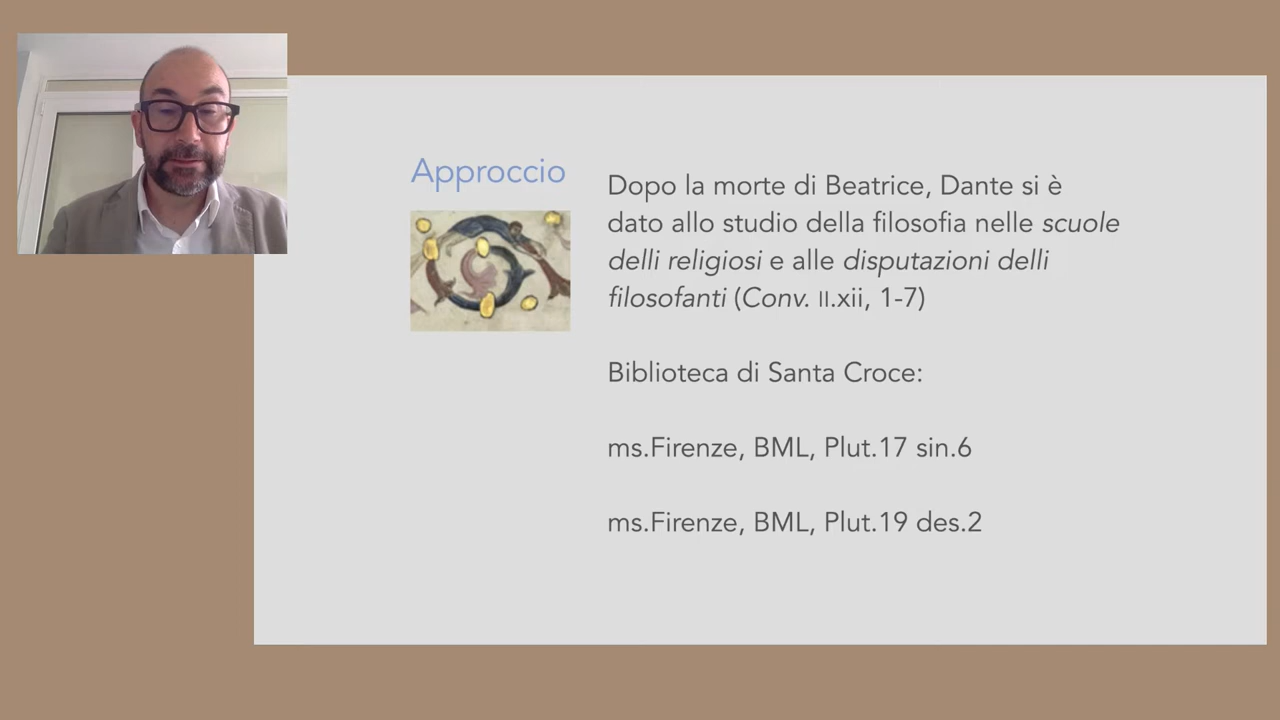 Approccio
Dopo la morte di Beatrice, Dante si è
dato allo studio della filosofia nelle scuole
delli religiosi e alle disputazioni delli
filosofanti (Conv. II.xii, 1-7)
Biblioteca di Santa Croce:
ms.Firenze, BML, Plut.17 sin.6
ms.Firenze, BML, Plut.19 des.2